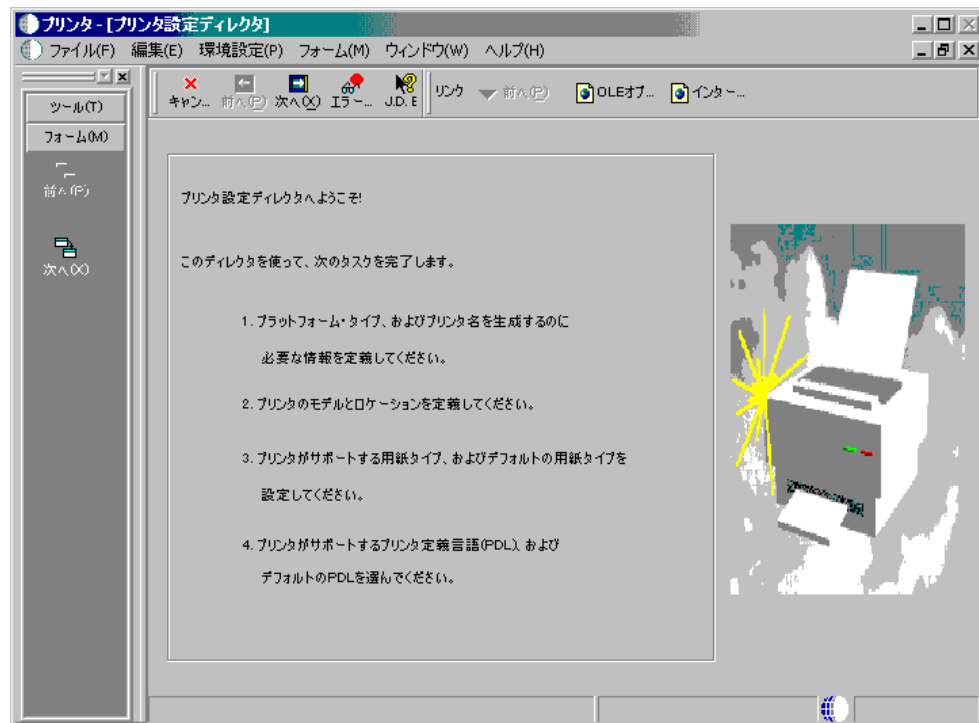 プリンタ - [プリンタ設定ディレクタ]
ファイル(F) 編集(E) 環境設定(P) フォーム(M) ウィンドウ(W) ヘルプ(H)
ツール(T)
フォーム(M)
前へ(P)
次へ(X)
キャン... 前へ(P) 次へ(X) エラー... J.D. E リンク 前へ(P) OLEオブ... インター...
プリンタ設定ディレクタへようこそ!
このディレクタを使って、次のタスクを完了します。
1. プラットフォーム・タイプ、およびプリンタ名を生成するのに
必要な情報を定義してください。
2. プリンタのモデルとロケーションを定義してください。
3. プリンタがサポートする用紙タイプ、およびデフォルトの用紙タイプを
設定してください。
4. プリンタがサポートするプリンタ定義言語(PDL)、および
デフォルトのPDLを選んでください。